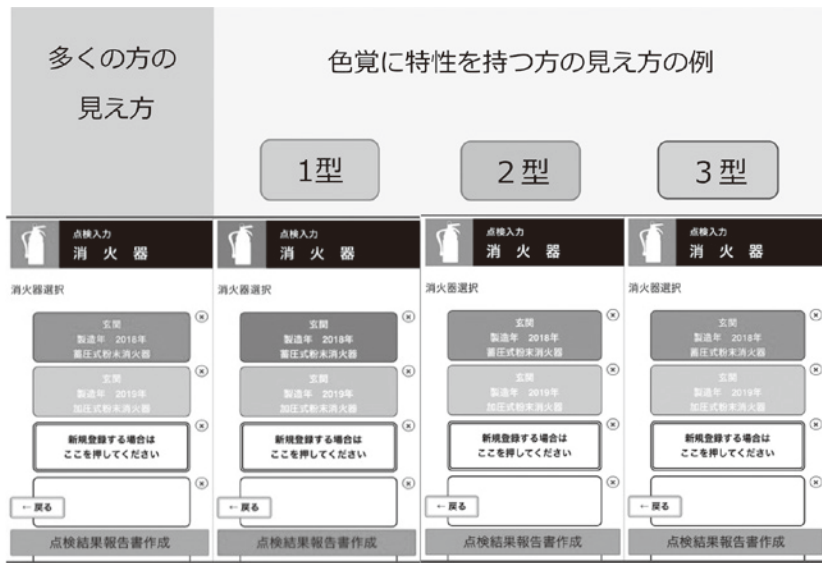 多くの方の
見え方
色覚に特性を持つ方の見え方の例
1型
2型
3型
点検入力
消火器
消火器選択
玄関
製造年 2018年
蓄圧式粉末消火器
玄関
製造年 2019年
加圧式粉末消火器
新規登録する場合は
ここを押してください
←戻る
点検結果報告書作成
点検入力
消火器
消火器選択
玄関
製造年 2018年
蓄圧式粉末消火器
玄関
製造年 2019年
加圧式粉末消火器
新規登録する場合は
ここを押してください
←戻る
点検結果報告書作成
点検入力
消火器
消火器選択
玄関
製造年 2018年
蓄圧式粉末消火器
玄関
製造年 2019年
加圧式粉末消火器
新規登録する場合は
ここを押してください
←戻る
点検結果報告書作成
点検入力
消火器
消火器選択
玄関
製造年 2018年
蓄圧式粉末消火器
玄関
製造年 2019年
加圧式粉末消火器
新規登録する場合は
ここを押してください
←戻る
点検結果報告書作成